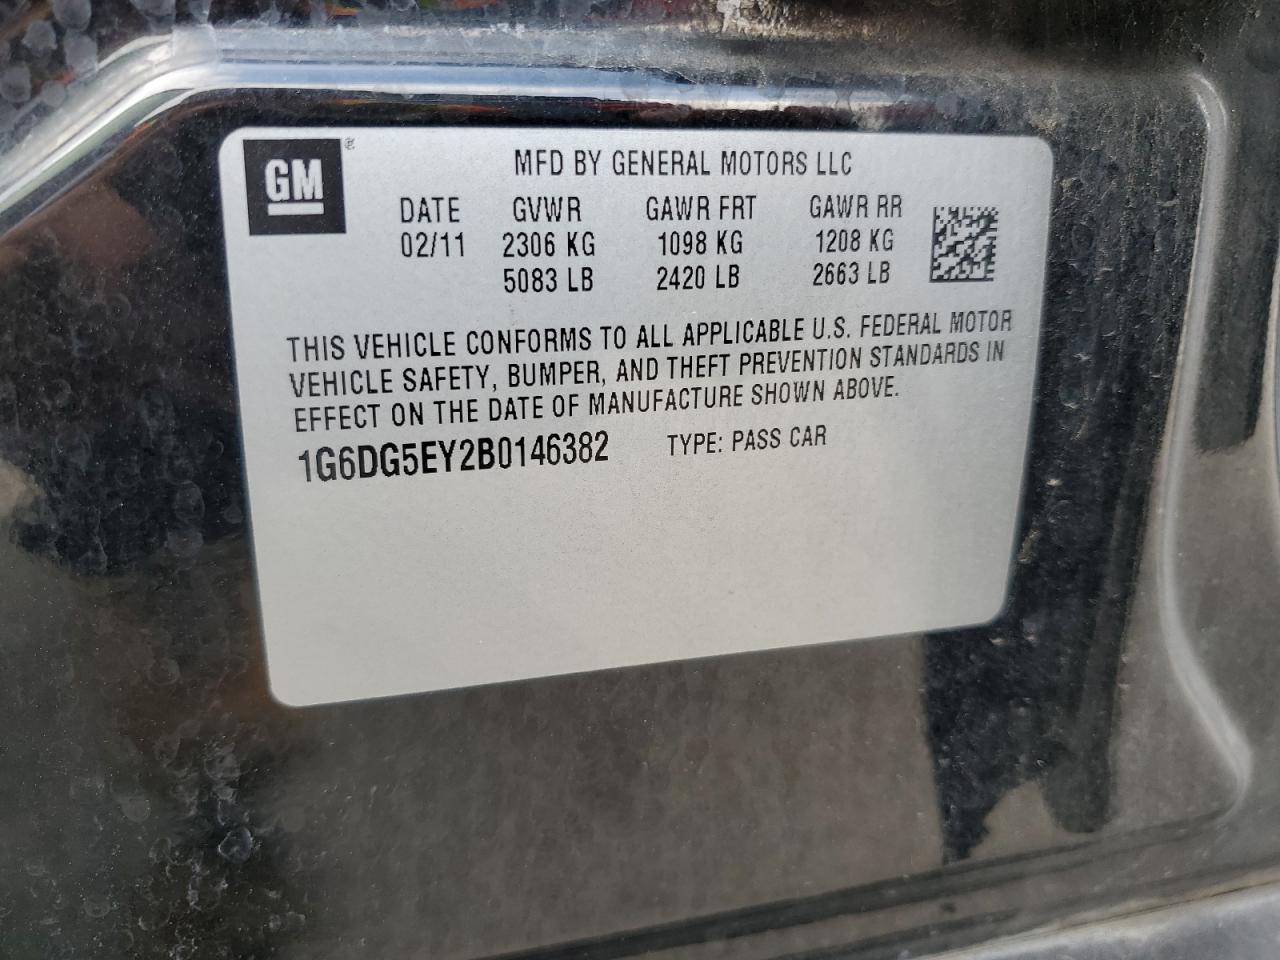 GM
MFD BY GENERAL MOTORS LLC
DATE GVWR GAWR FRT GAWR RR
02/11 2306 KG 1098 KG 1208 KG
5083 LB 2420 LB 2663 LB
THIS VEHICLE CONFORMS TO ALL APPLICABLE U.S. FEDERAL MOTOR
VEHICLE SAFETY, BUMPER, AND THEFT PREVENTION STANDARDS IN
EFFECT ON THE DATE OF MANUFACTURE SHOWN ABOVE.
1G6DG5EY2B0146382 TYPE: PASS CAR